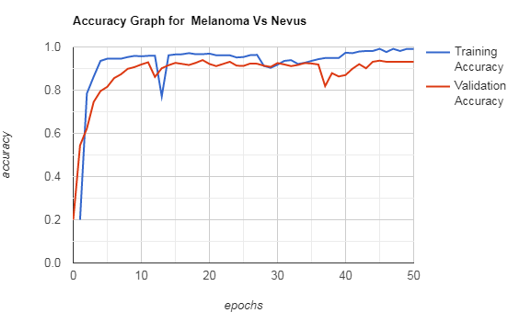 Accuracy Graph for Melanoma Vs Nevus
1.0
0.8
0.6
0.4
0.2
0.0
accuracy
0 10 20 30 40 50
epochs
Training
Accuracy
Validation
Accuracy